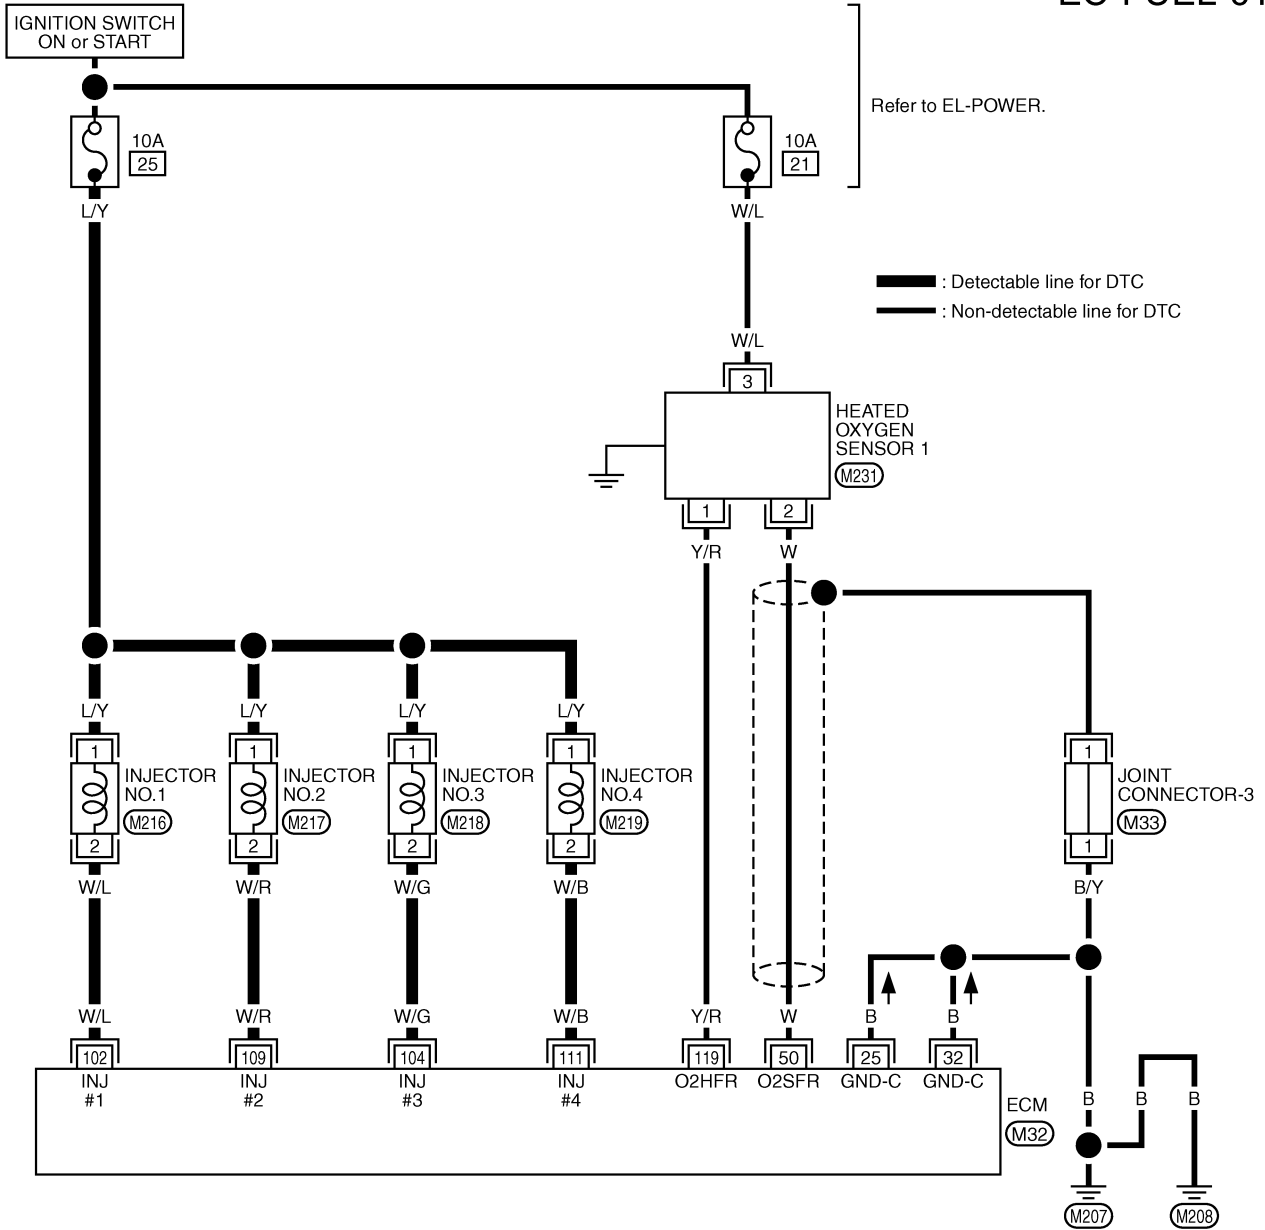 IGNITION SWITCH
ON or START
Refer to EL-POWER.
10A
25
10A
21
L/Y
W/L
: Detectable line for DTC
: Non-detectable line for DTC
W/L
3
HEATED
OXYGEN
SENSOR 1
M231
1
2
Y/R
W
L/Y
L/Y
L/Y
L/Y
1
INJECTOR
NO.1
M216
2
1
INJECTOR
NO.2
M217
2
1
INJECTOR
NO.3
M218
2
1
INJECTOR
NO.4
M219
2
1
JOINT
CONNECTOR-3
M33
1
W/L
W/R
W/G
W/B
B/Y
W/L
W/R
W/G
W/B
Y/R
W
B
B
102
109
104
111
119
50
25
32
INJ
#1
INJ
#2
INJ
#3
INJ
#4
O2HFR
O2SFR
GND-C
GND-C
ECM
M32
B
B
B
M207
M208